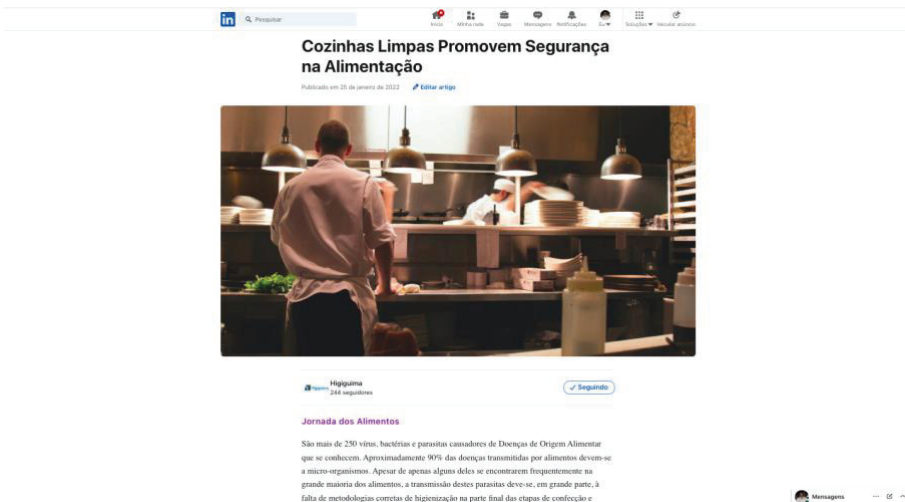 in
Pesquisar
Início
Minha rede
Vagas
Mensagens
Notificações
Eu
Soluções
Veicular anúncio
Cozinhas Limpas Promovem Segurança
na Alimentação
Publicado em 25 de janeiro de 2022
Editar artigo
Higiguima
Higiguima
244 seguidores
Seguindo
Jornada dos Alimentos
São mais de 250 vírus, bactérias e parasitas causadores de Doenças de Origem Alimentar
que se conhecem. Aproximadamente 90% das doenças transmitidas por alimentos devem-se
a micro-organismos. Apesar de apenas alguns deles se encontrarem frequentemente na
grande maioria dos alimentos, a transmissão destes parasitas deve-se, em grande parte, à
falta de metodologias corretas de higienização na parte final das etapas de confecção e
Mensagens